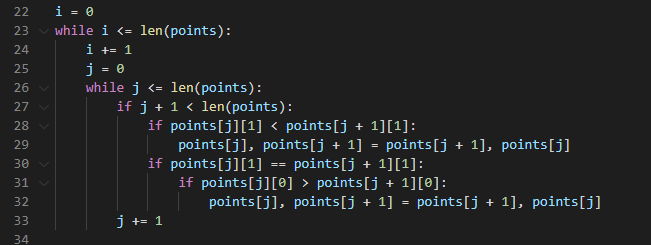 22 i = 0
23 while i <= len(points):
24     i += 1
25     j = 0
26     while j <= len(points):
27         if j + 1 < len(points):
28             if points[j][1] < points[j + 1][1]:
29                 points[j], points[j + 1] = points[j + 1], points[j]
30             if points[j][1] == points[j + 1][1]:
31                 if points[j][0] > points[j + 1][0]:
32                     points[j], points[j + 1] = points[j + 1], points[j]
33         j += 1
34